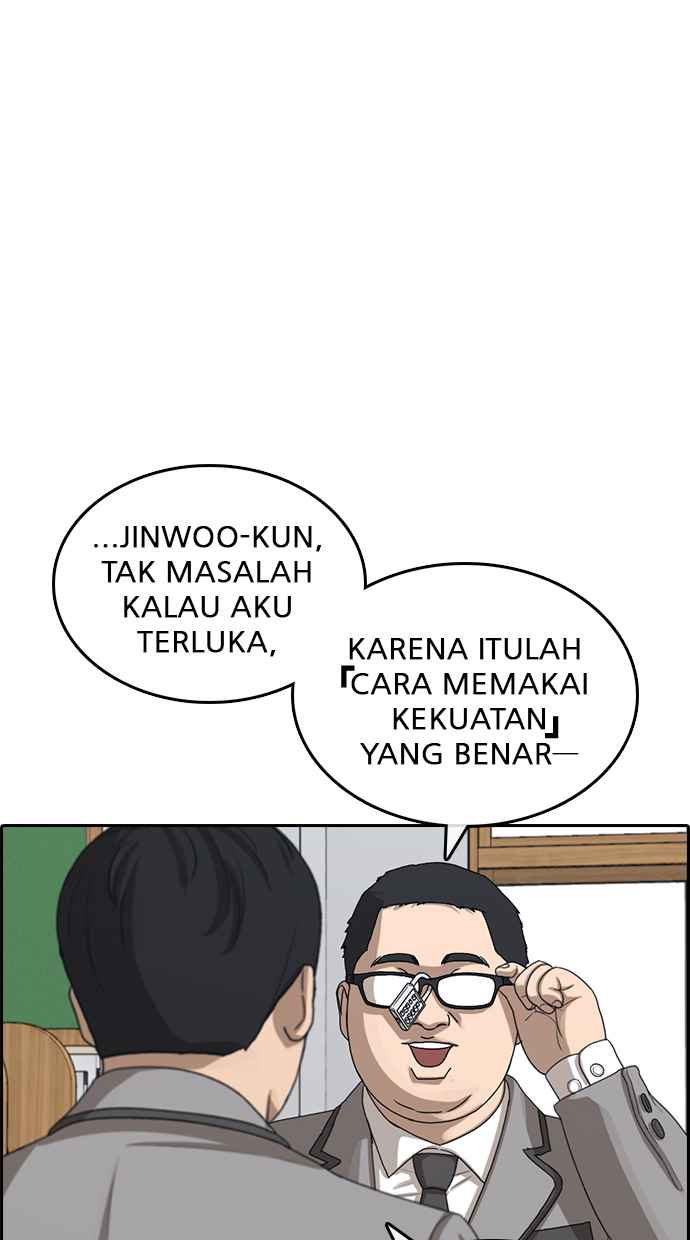 ...JINWOO-KUN,
TAK MASALAH
KALAU AKU
TERLUKA,
KARENA ITULAH
「CARA MEMAKAI
KEKUATAN」
YANG BENAR—